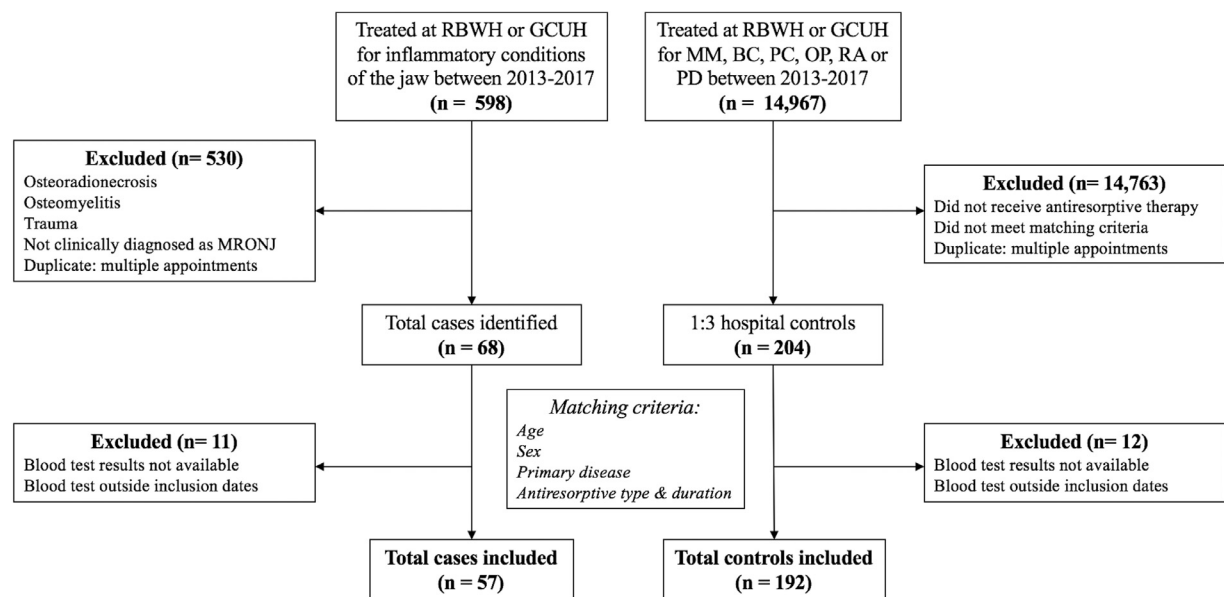 Treated at RBWH or GCUH
for inflammatory conditions
of the jaw between 2013-2017
(n = 598)
Treated at RBWH or GCUH
for MM, BC, PC, OP, RA or
PD between 2013-2017
(n = 14,967)
Excluded (n= 530)
Osteoradionecrosis
Osteomyelitis
Trauma
Not clinically diagnosed as MRONJ
Duplicate: multiple appointments
Excluded (n= 14,763)
Did not receive antiresorptive therapy
Did not meet matching criteria
Duplicate: multiple appointments
Total cases identified
(n = 68)
1:3 hospital controls
(n = 204)
Matching criteria:
Age
Sex
Primary disease
Antiresorptive type & duration
Excluded (n= 11)
Blood test results not available
Blood test outside inclusion dates
Excluded (n= 12)
Blood test results not available
Blood test outside inclusion dates
Total cases included
(n = 57)
Total controls included
(n = 192)